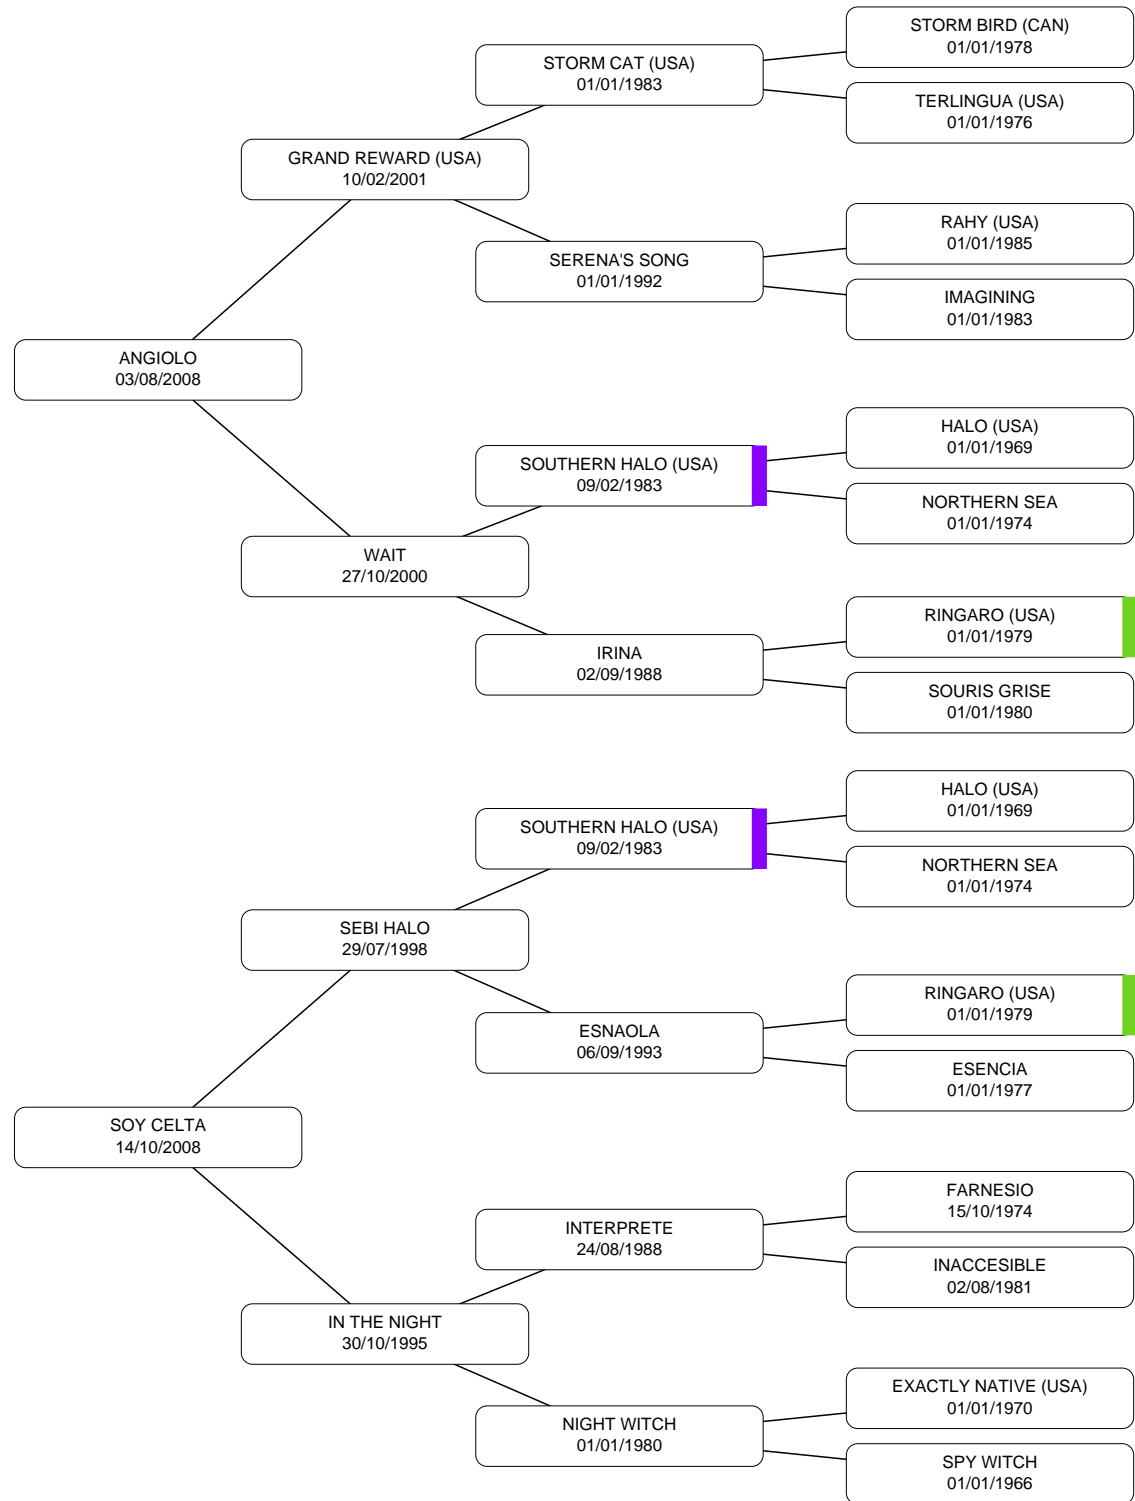 STORM BIRD (CAN)
01/01/1978
STORM CAT (USA)
01/01/1983
TERLINGUA (USA)
01/01/1976
GRAND REWARD (USA)
10/02/2001
RAHY (USA)
01/01/1985
SERENA'S SONG
01/01/1992
IMAGINING
01/01/1983
ANGIOLO
03/08/2008
HALO (USA)
01/01/1969
SOUTHERN HALO (USA)
09/02/1983
NORTHERN SEA
01/01/1974
WAIT
27/10/2000
RINGARO (USA)
01/01/1979
IRINA
02/09/1988
SOURIS GRISE
01/01/1980
HALO (USA)
01/01/1969
SOUTHERN HALO (USA)
09/02/1983
NORTHERN SEA
01/01/1974
SEBI HALO
29/07/1998
RINGARO (USA)
01/01/1979
ESNAOLA
06/09/1993
ESENCIA
01/01/1977
SOY CELTA
14/10/2008
FARNESIO
15/10/1974
INTERPRETE
24/08/1988
INACCESIBLE
02/08/1981
IN THE NIGHT
30/10/1995
EXACTLY NATIVE (USA)
01/01/1970
NIGHT WITCH
01/01/1980
SPY WITCH
01/01/1966